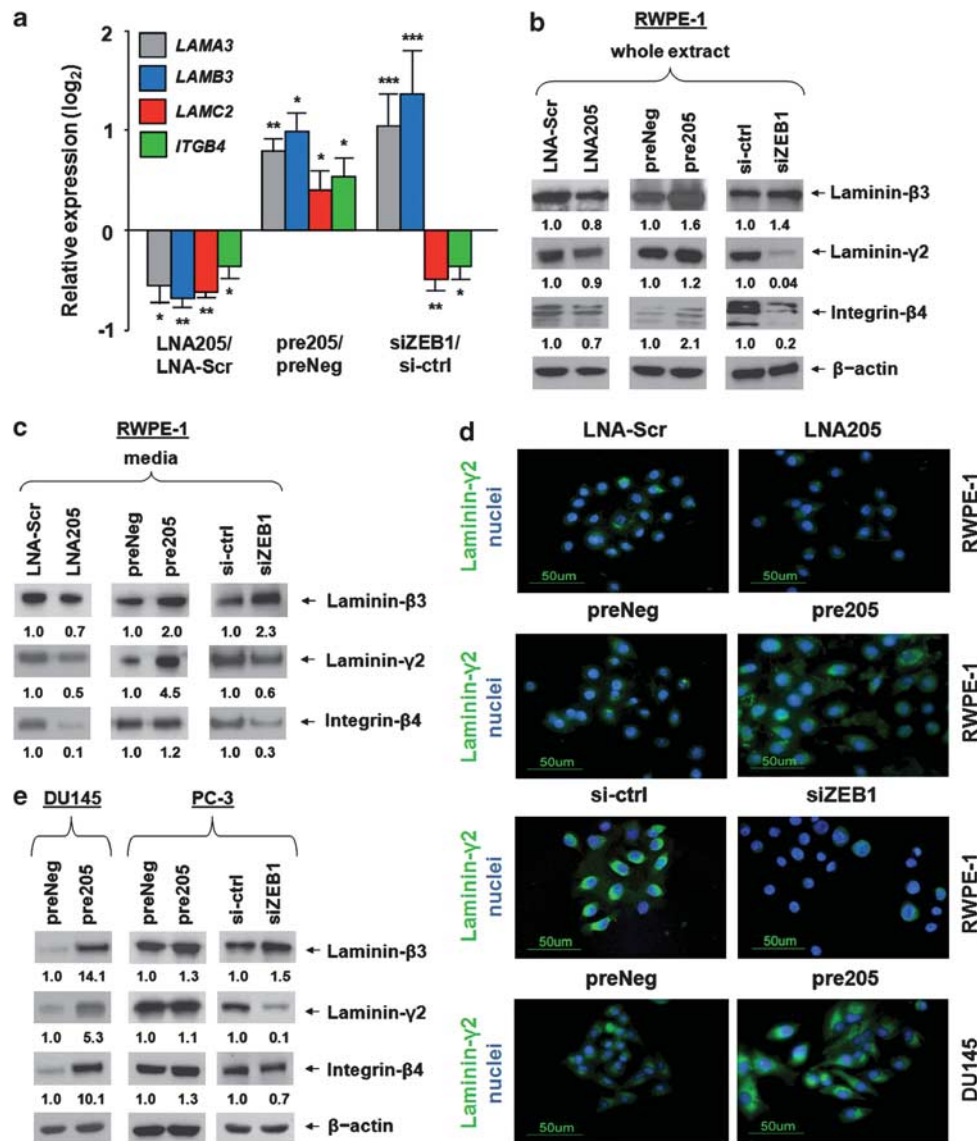 a
Relative expression (log2)
2
1
0
-1
LAMA3
LAMB3
LAMC2
ITGB4
** * * *
*** *** ** *
* ** ** *
LNA205/
LNA-Scr
pre205/
preNeg
siZEB1/
si-ctrl
b
RWPE-1
whole extract
LNA-Scr LNA205 preNeg pre205 si-ctrl siZEB1
← Laminin-β3
1.0 0.8 1.0 1.6 1.0 1.4
← Laminin-γ2
1.0 0.9 1.0 1.2 1.0 0.04
← Integrin-β4
1.0 0.7 1.0 2.1 1.0 0.2
← β-actin
c
RWPE-1
media
LNA-Scr LNA205 preNeg pre205 si-ctrl siZEB1
← Laminin-β3
1.0 0.7 1.0 2.0 1.0 2.3
← Laminin-γ2
1.0 0.5 1.0 4.5 1.0 0.6
← Integrin-β4
1.0 0.1 1.0 1.2 1.0 0.3
d
LNA-Scr LNA205
Laminin-γ2
nuclei
50um 50um
RWPE-1
preNeg pre205
Laminin-γ2
nuclei
50um 50um
RWPE-1
si-ctrl siZEB1
Laminin-γ2
nuclei
50um 50um
RWPE-1
preNeg pre205
Laminin-γ2
nuclei
50um 50um
DU145
e
DU145 PC-3
preNeg pre205 preNeg pre205 si-ctrl siZEB1
← Laminin-β3
1.0 14.1 1.0 1.3 1.0 1.5
← Laminin-γ2
1.0 5.3 1.0 1.1 1.0 0.1
← Integrin-β4
1.0 10.1 1.0 1.3 1.0 0.7
← β-actin